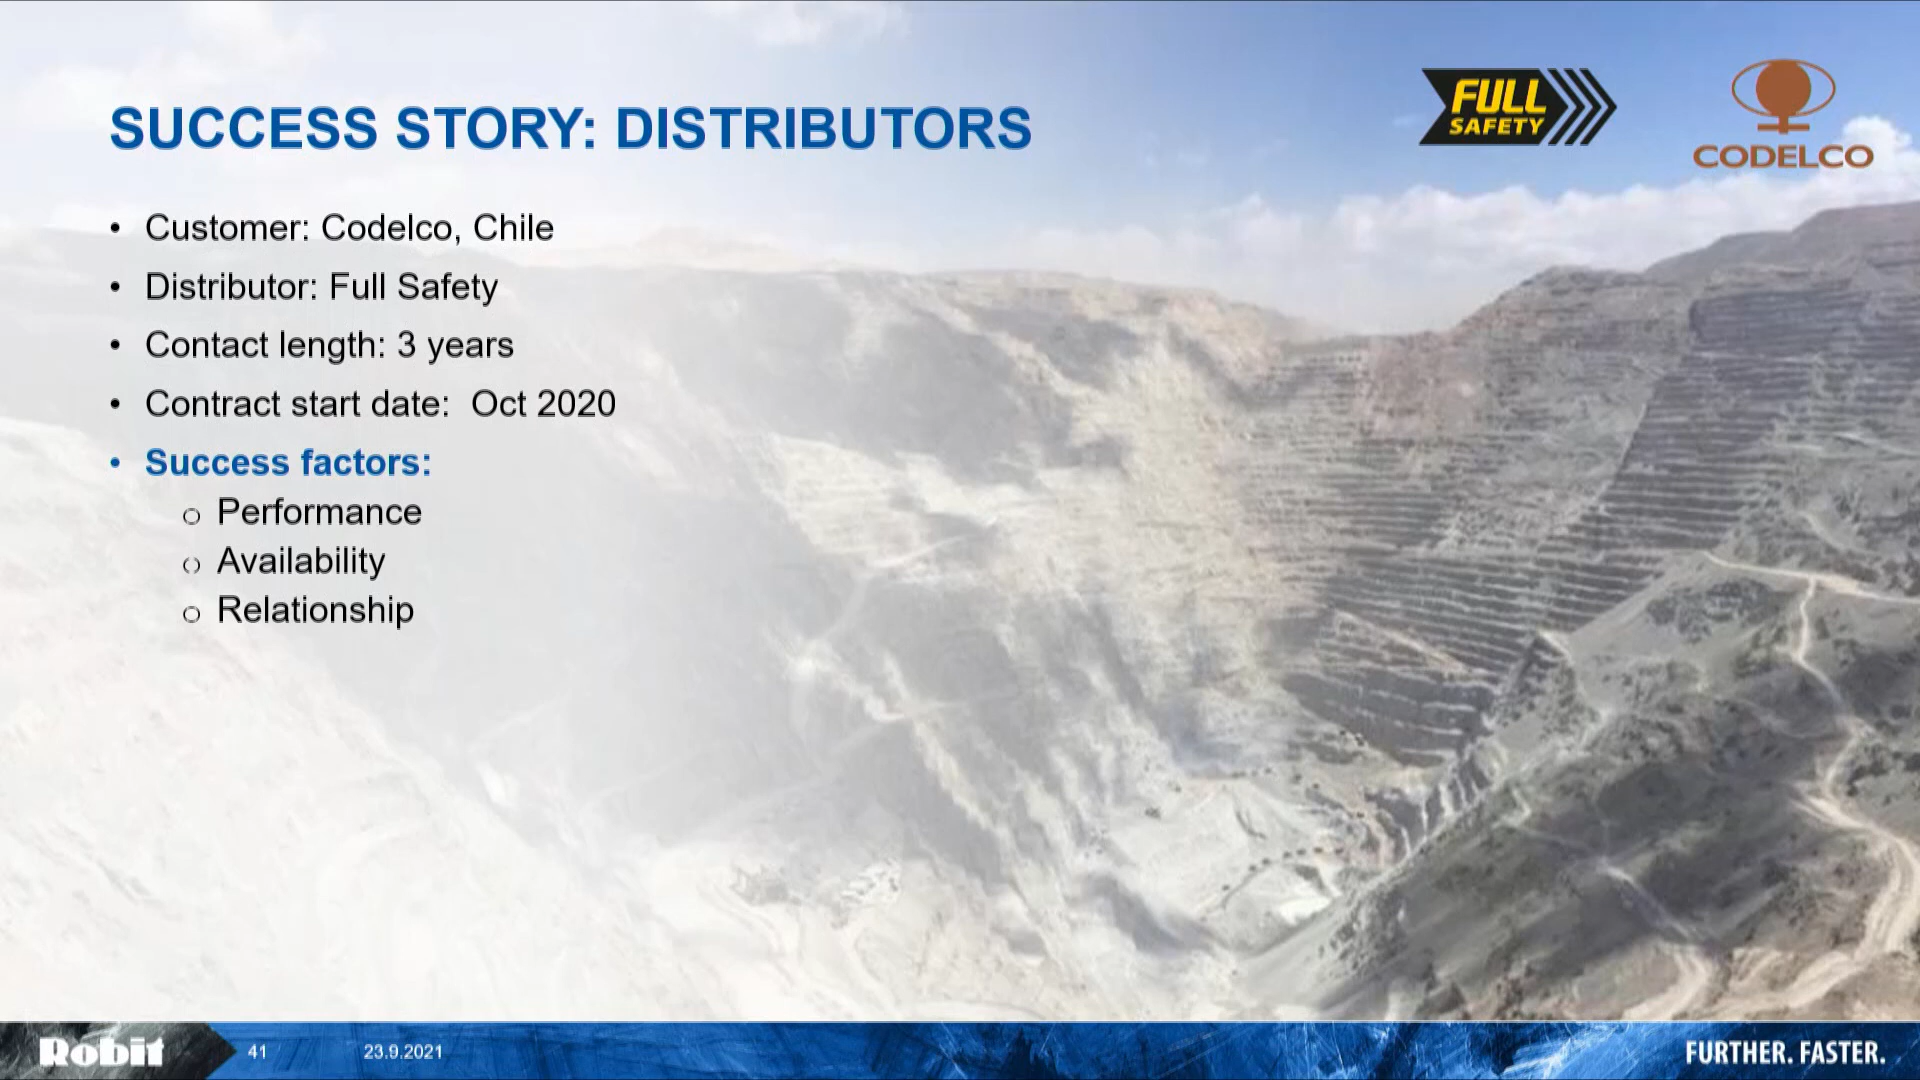 FULL
SAFETY
CODELCO
SUCCESS STORY: DISTRIBUTORS
• Customer: Codelco, Chile
• Distributor: Full Safety
• Contact length: 3 years
• Contract start date:  Oct 2020
• Success factors:
o Performance
o Availability
o Relationship
Robit
41
23.9.2021
FURTHER. FASTER.